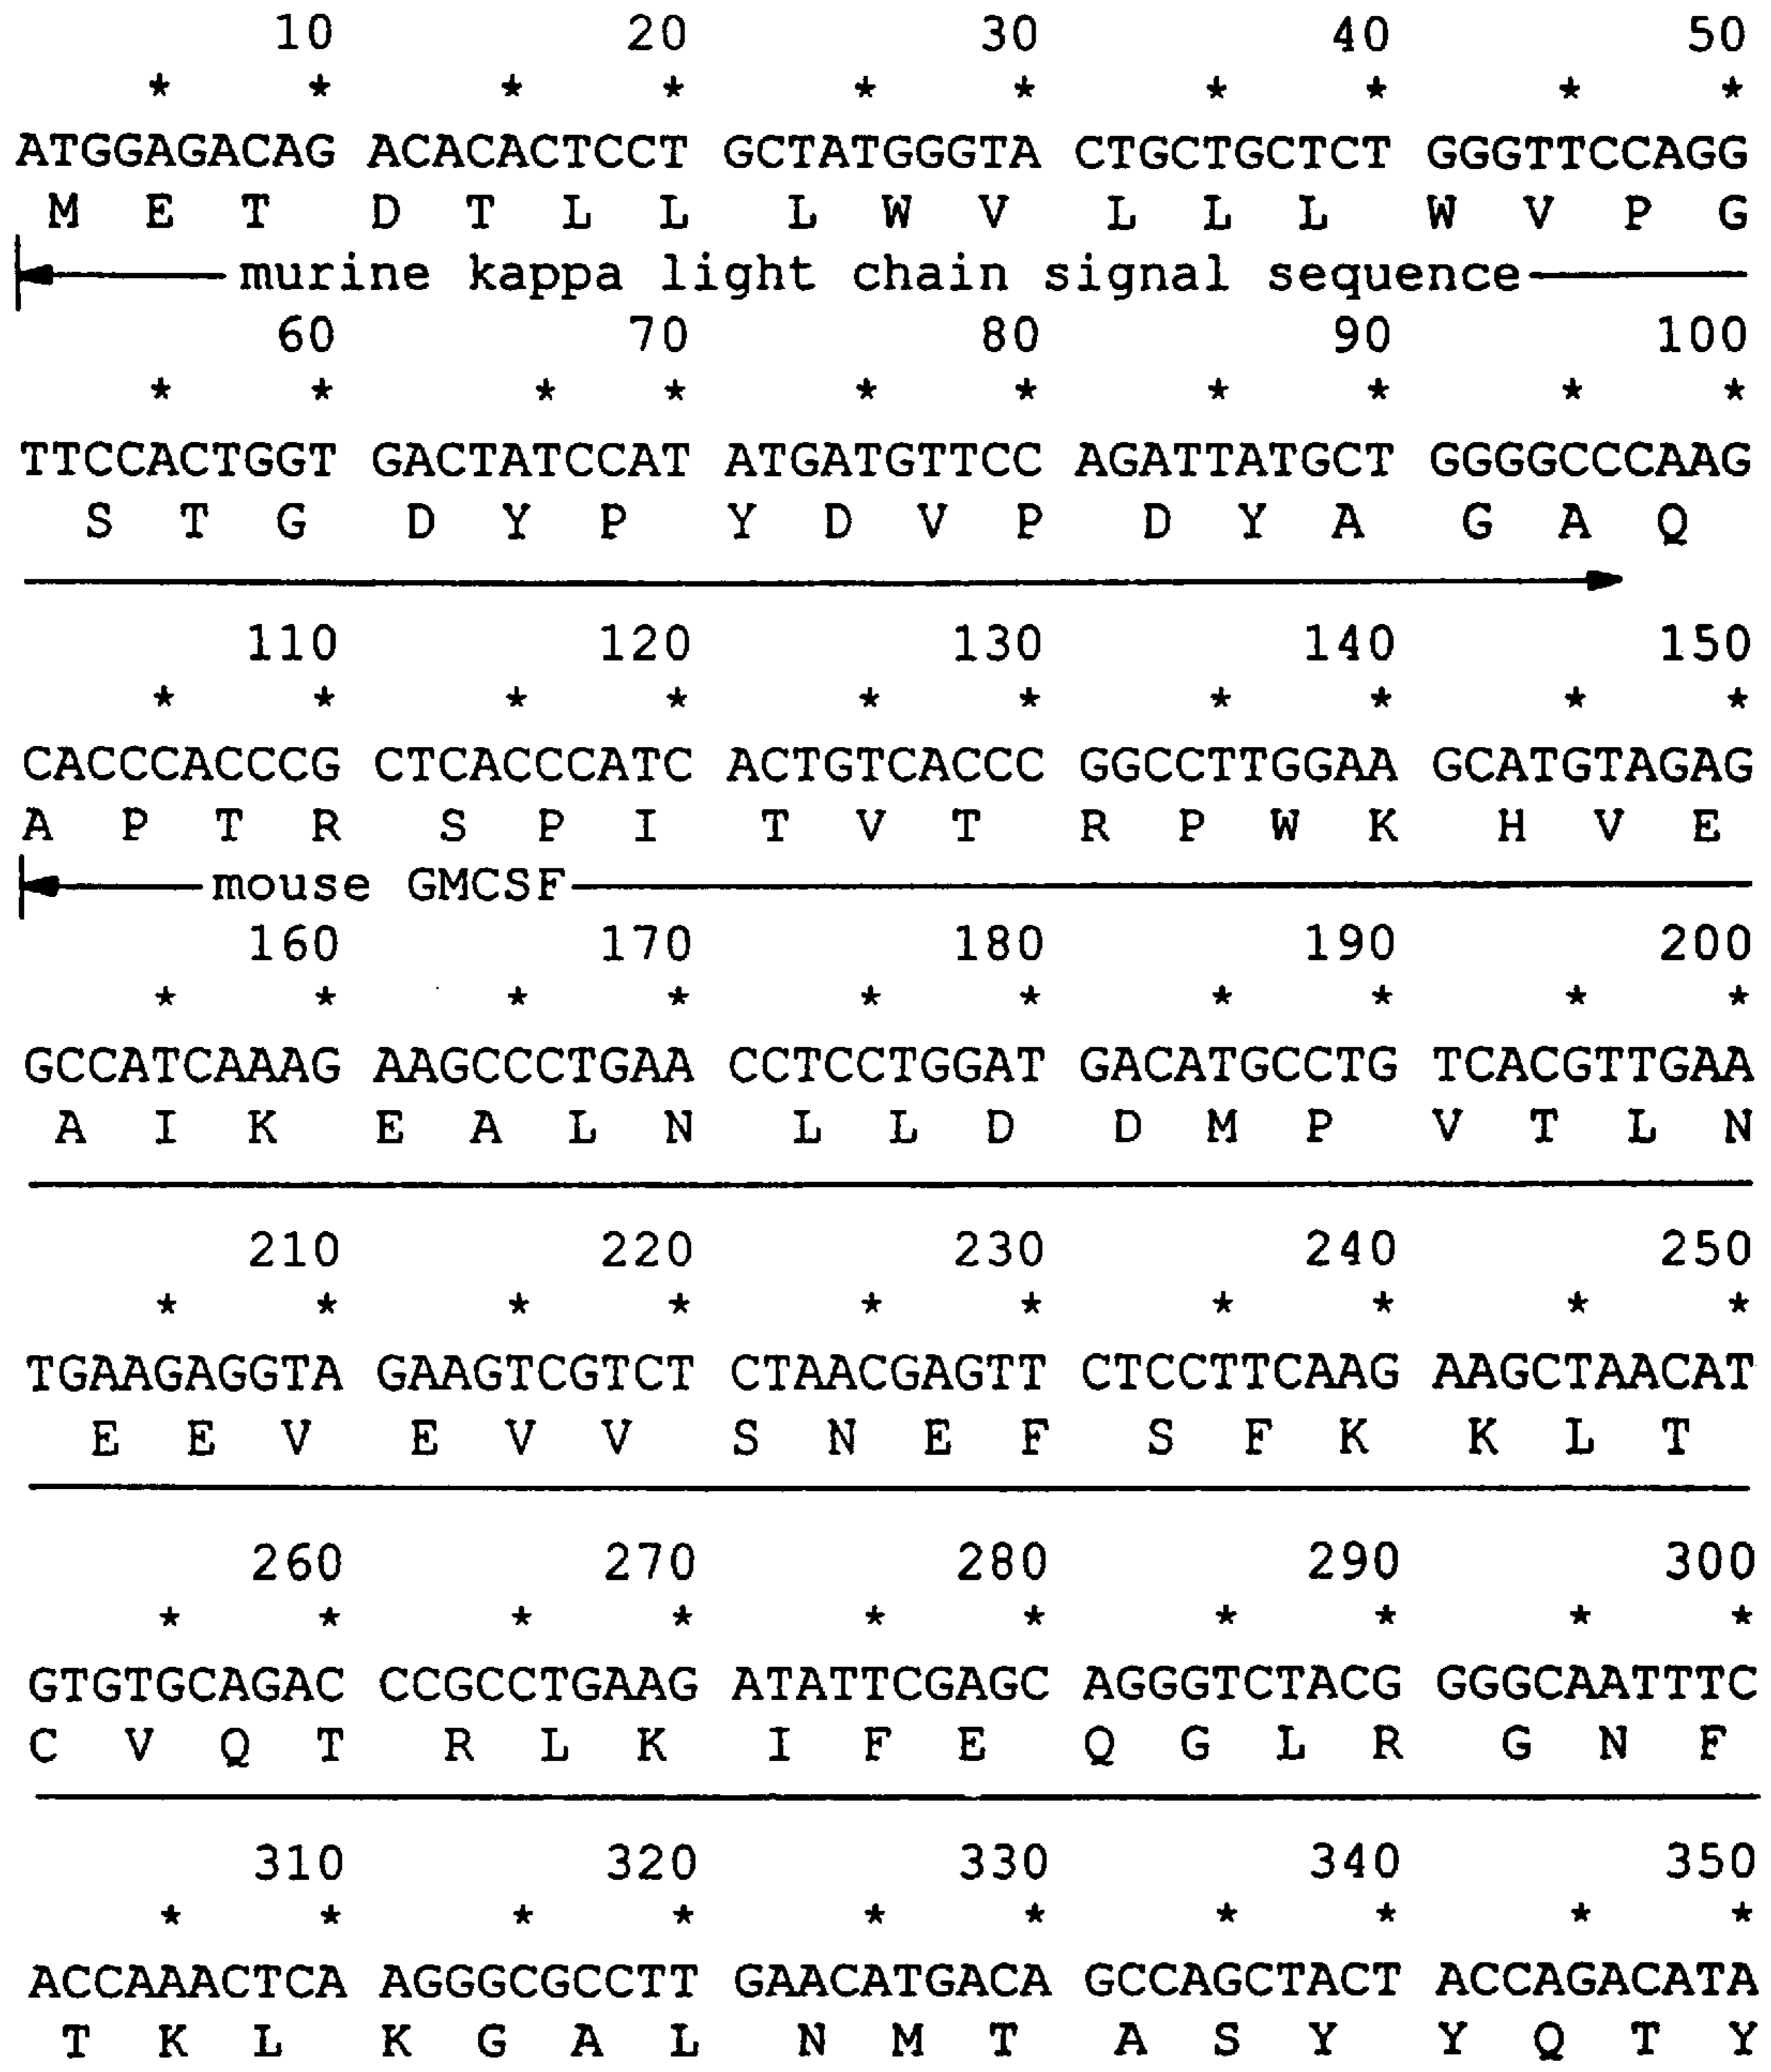 10 20 30 40 50
* * * * * * * * * *
ATGGAGACAG ACACACTCCT GCTATGGGTA CTGCTGCTCT GGGTTCCAGG
M E T D T L L L W V L L L W V P G
murine kappa light chain signal sequence
60 70 80 90 100
* * * * * * * * * *
TTCCACTGGT GACTATCCAT ATGATGTTCC AGATTATGCT GGGGCCCAAG
S T G D Y P Y D V P D Y A G A Q
110 120 130 140 150
* * * * * * * * * *
CACCCACCCG CTCACCCATC ACTGTCACCC GGCCTTGGAA GCATGTAGAG
A P T R S P I T V T R P W K H V E
mouse GMCSF
160 170 180 190 200
* * * * * * * * * *
GCCATCAAAG AAGCCCTGAA CCTCCTGGAT GACATGCCTG TCACGTTGAA
A I K E A L N L L D D M P V T L N
210 220 230 240 250
* * * * * * * * * *
TGAAGAGGTA GAAGTCGTCT CTAACGAGTT CTCCTTCAAG AAGCTAACAT
E E V E V V S N E F S F K K L T
260 270 280 290 300
* * * * * * * * * *
GTGTGCAGAC CCGCCTGAAG ATATTCGAGC AGGGTCTACG GGGCAATTTC
C V Q T R L K I F E Q G L R G N F
310 320 330 340 350
* * * * * * * * * *
ACCAAACTCA AGGGCGCCTT GAACATGACA GCCAGCTACT ACCAGACATA
T K L K G A L N M T A S Y Y Q T Y